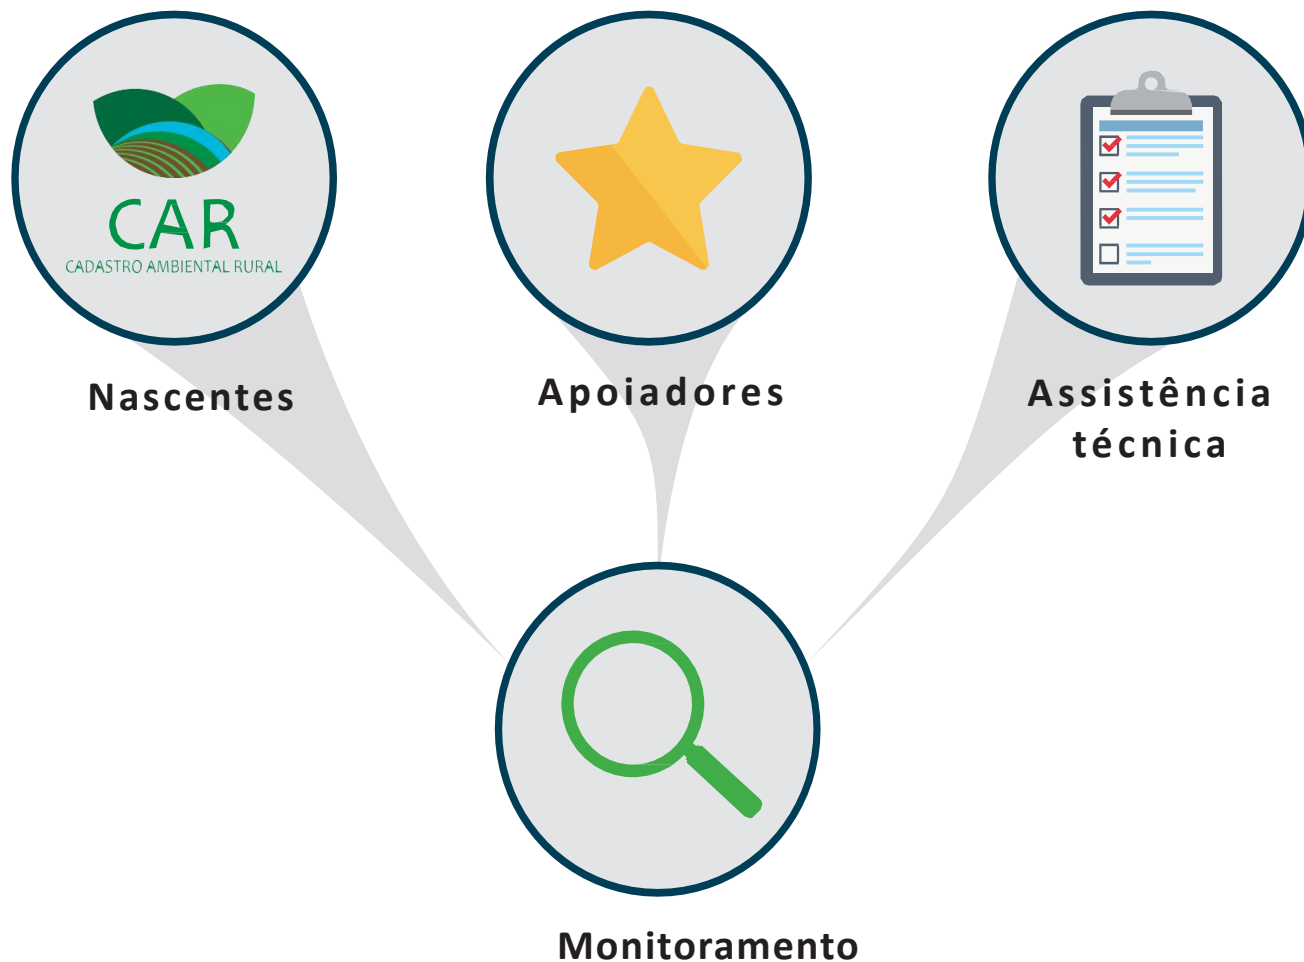 CAR
CADASTRO AMBIENTAL RURAL
Nascentes
Apoiadores
Assistência
técnica
Monitoramento